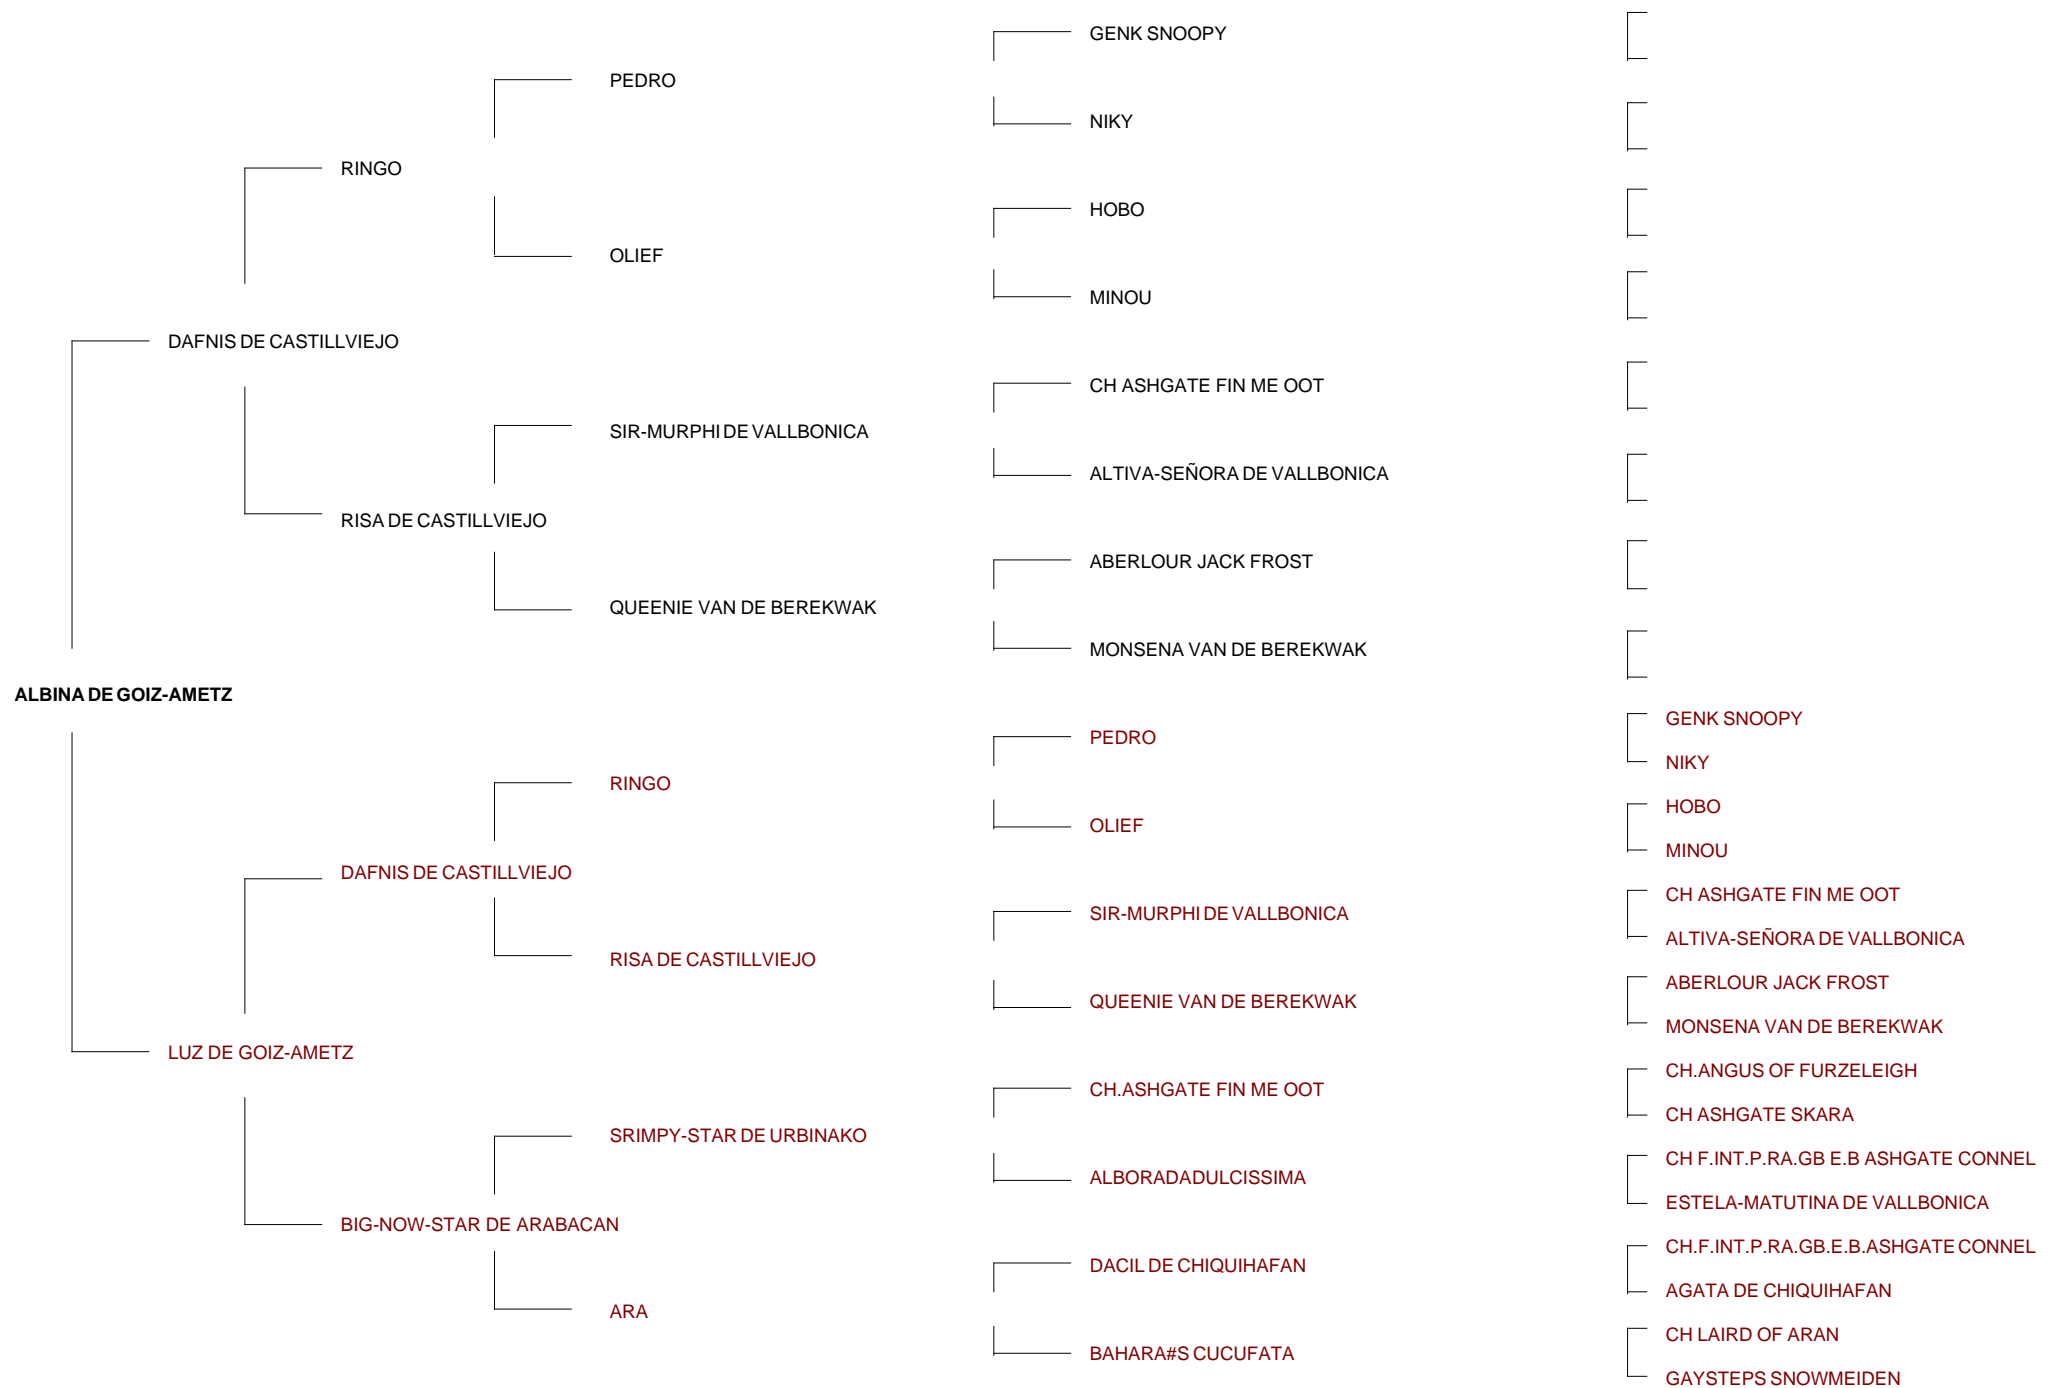 GENK SNOOPY
PEDRO
NIKY
RINGO
HOBO
OLIEF
MINOU
DAFNIS DE CASTILLVIEJO
CH ASHGATE FIN ME OOT
SIR-MURPHI DE VALLBONICA
ALTIVA-SEÑORA DE VALLBONICA
RISA DE CASTILLVIEJO
ABERLOUR JACK FROST
QUEENIE VAN DE BEREKWAK
MONSENA VAN DE BEREKWAK
ALBINA DE GOIZ-AMETZ
GENK SNOOPY
PEDRO
NIKY
RINGO
HOBO
OLIEF
MINOU
DAFNIS DE CASTILLVIEJO
CH ASHGATE FIN ME OOT
SIR-MURPHI DE VALLBONICA
ALTIVA-SEÑORA DE VALLBONICA
RISA DE CASTILLVIEJO
ABERLOUR JACK FROST
QUEENIE VAN DE BEREKWAK
MONSENA VAN DE BEREKWAK
LUZ DE GOIZ-AMETZ
CH.ANGUS OF FURZELEIGH
CH.ASHGATE FIN ME OOT
CH ASHGATE SKARA
SRIMPY-STAR DE URBINAKO
CH F.INT.P.RA.GB E.B ASHGATE CONNEL
ALBORADADULCISSIMA
ESTELA-MATUTINA DE VALLBONICA
BIG-NOW-STAR DE ARABACAN
CH.F.INT.P.RA.GB.E.B.ASHGATE CONNEL
DACIL DE CHIQUIHAFAN
AGATA DE CHIQUIHAFAN
ARA
CH LAIRD OF ARAN
BAHARA#S CUCUFATA
GAYSTEPS SNOWMEIDEN